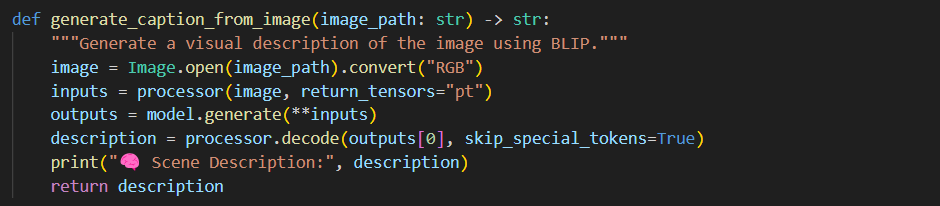 def generate_caption_from_image(image_path: str) -> str:
    """Generate a visual description of the image using BLIP."""
    image = Image.open(image_path).convert("RGB")
    inputs = processor(image, return_tensors="pt")
    outputs = model.generate(**inputs)
    description = processor.decode(outputs[0], skip_special_tokens=True)
    print("🧠 Scene Description:", description)
    return description